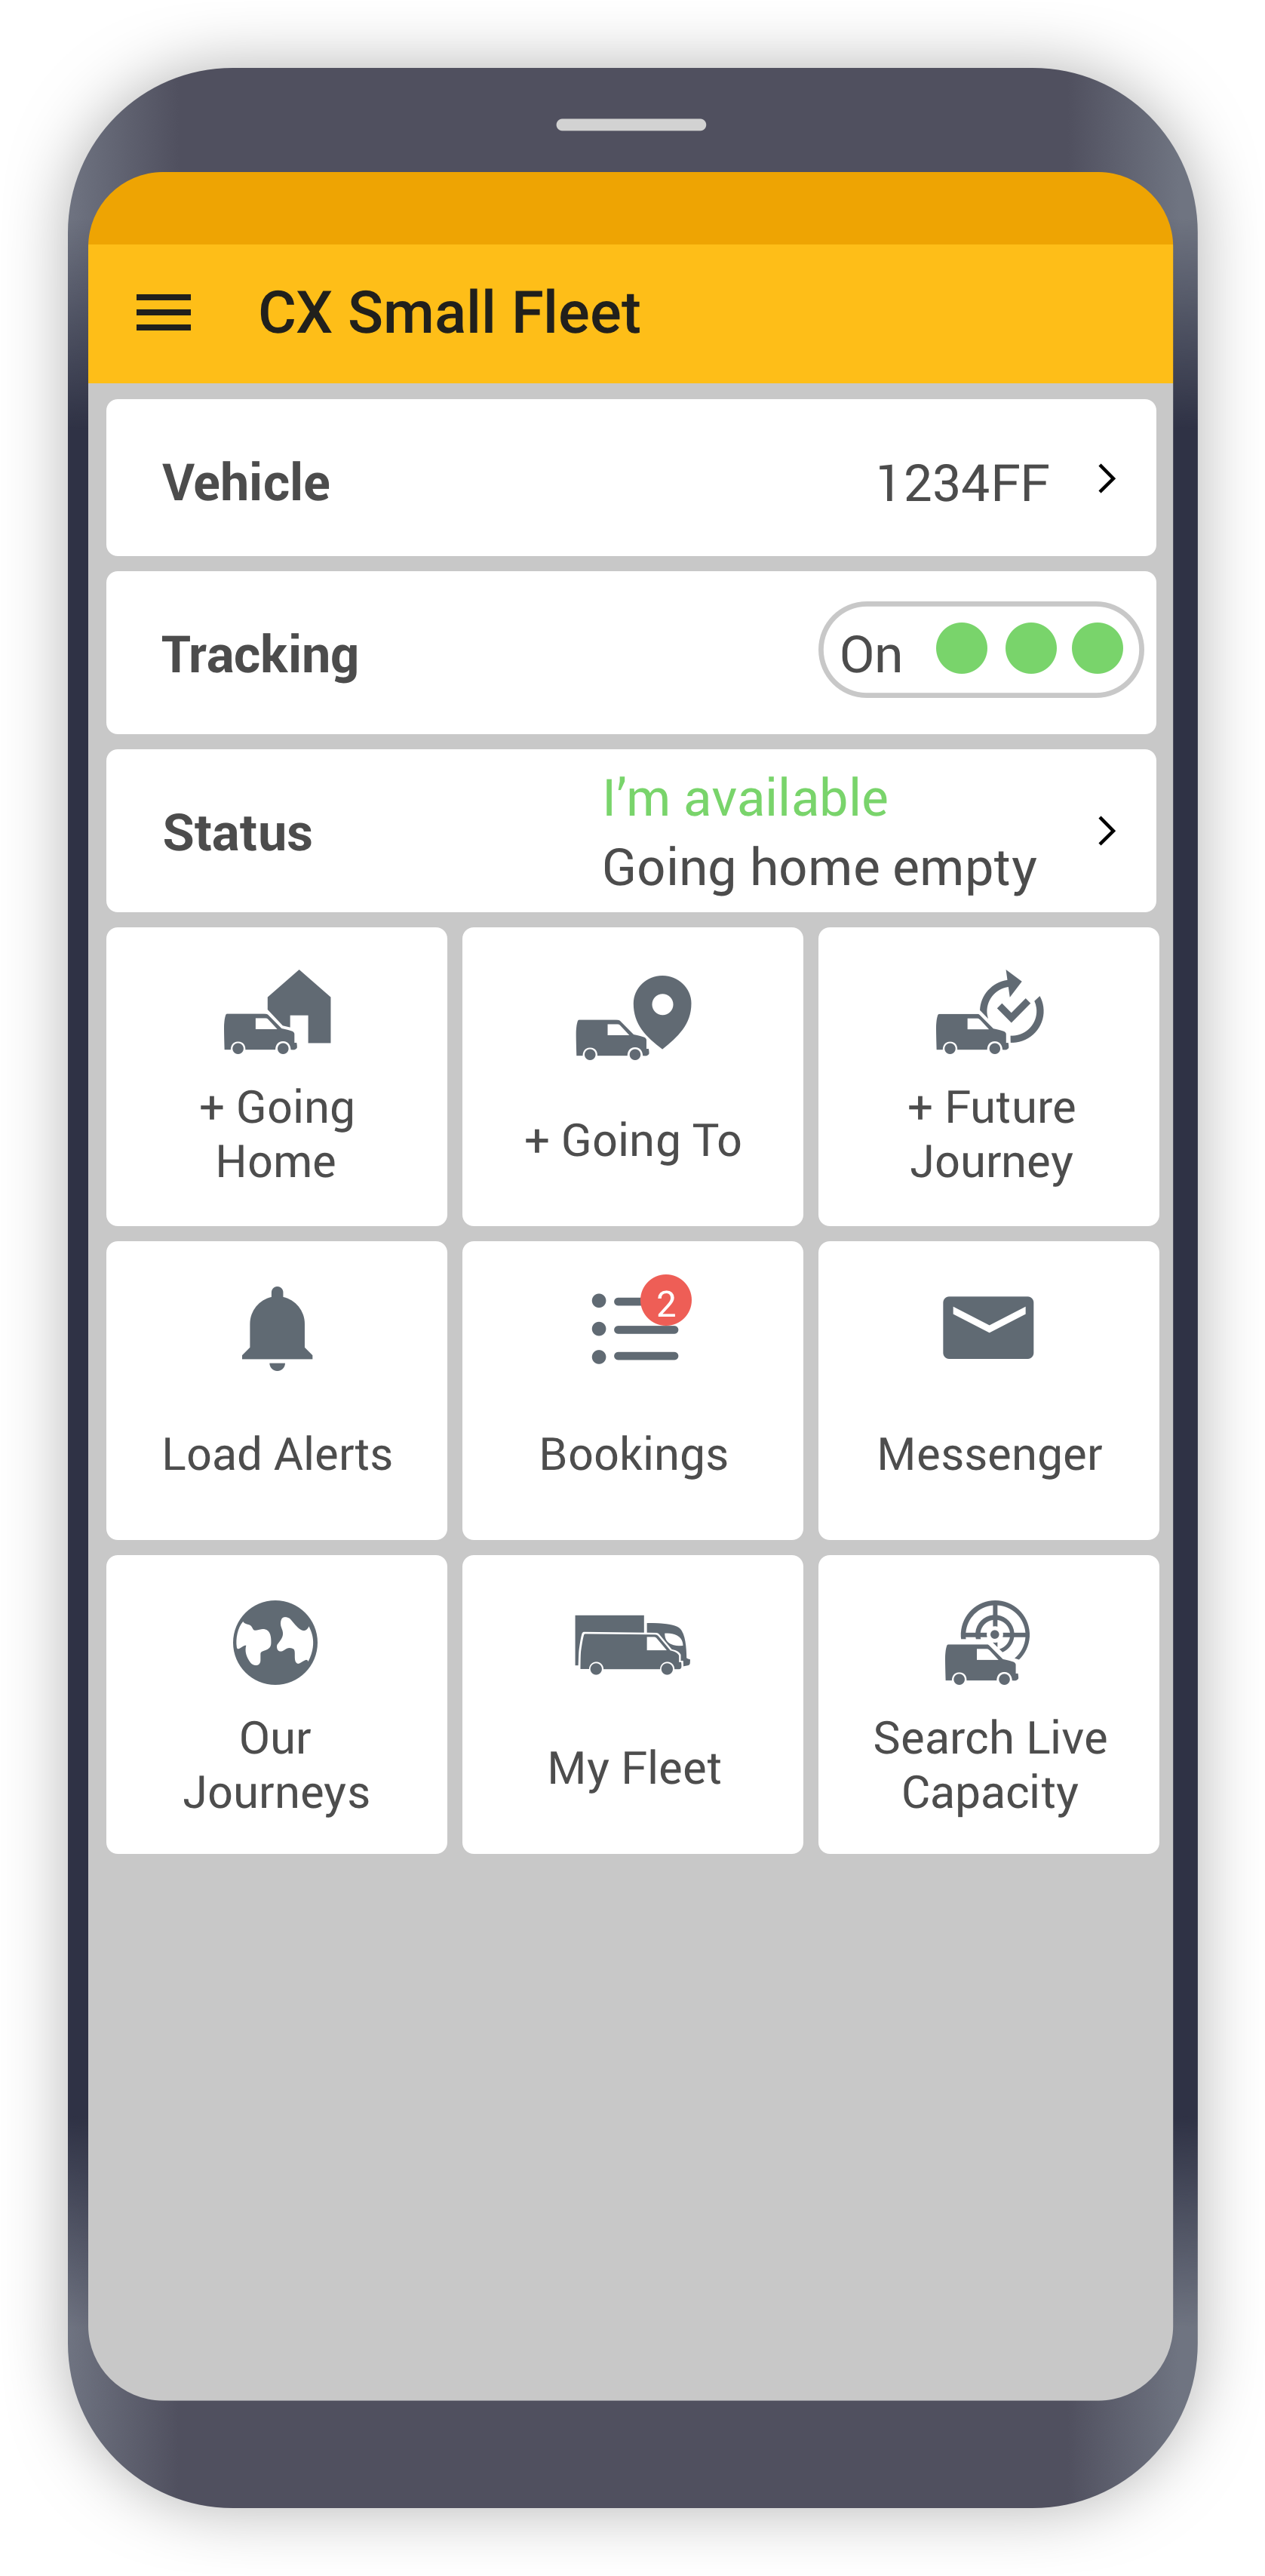 CX Small Fleet
Vehicle 1234FF
Tracking On
Status
I’m available
Going home empty
+ Going
Home
+ Going To
+ Future
Journey
Load Alerts
2
Bookings
Messenger
Our
Journeys
My Fleet
Search Live
Capacity